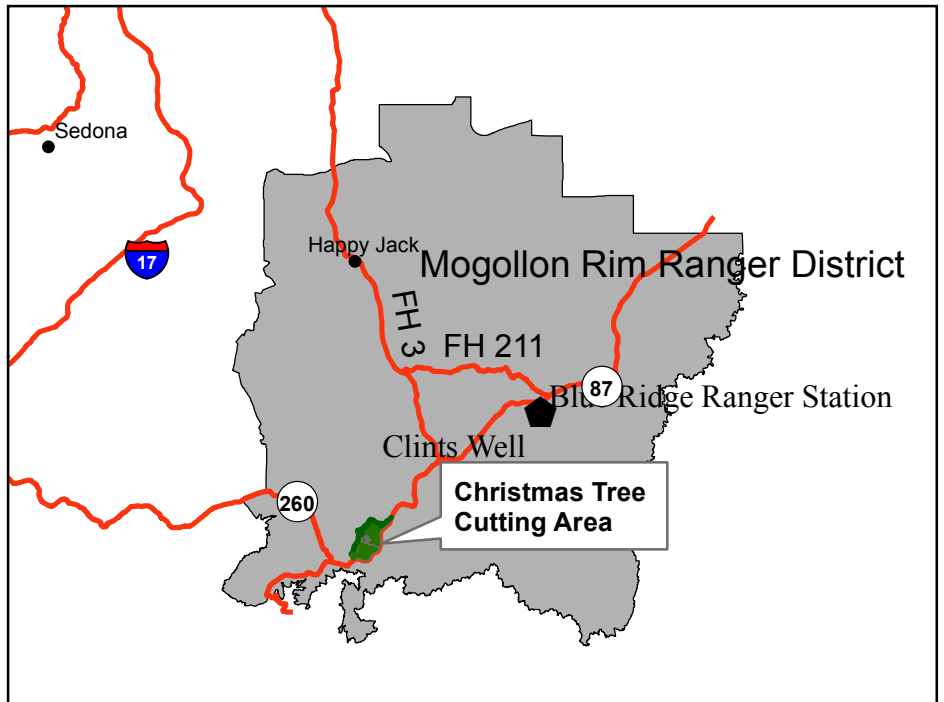 Sedona
17
Happy Jack
Mogollon Rim Ranger District
FH 3
FH 211
87
Blue Ridge Ranger Station
Clints Well
260
Christmas Tree
Cutting Area